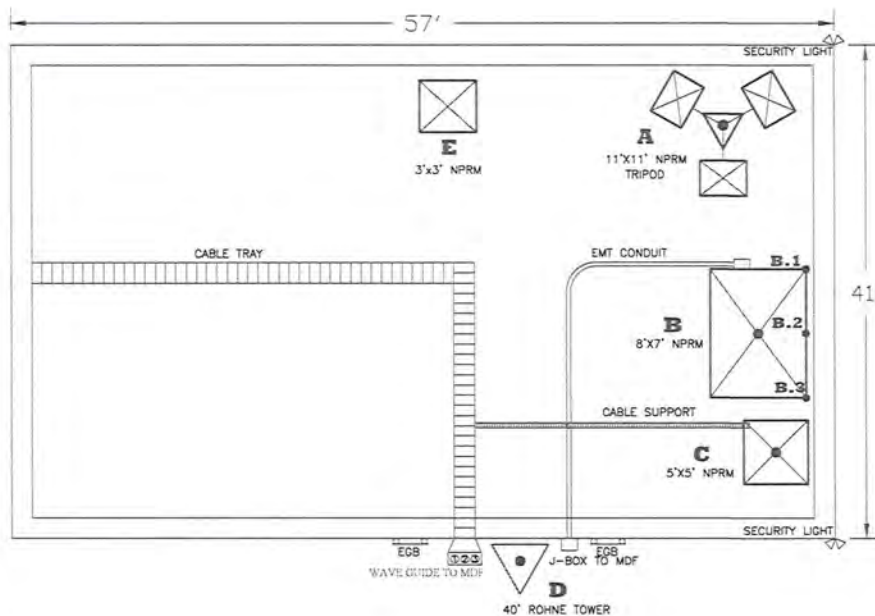 57'
SECURITY LIGHT
A
11'X11' NPRM
TRIPOD
E
3'x3' NPRM
CABLE TRAY
EMT CONDUIT
B.1
41
B
B.2
8'X7' NPRM
B.3
CABLE SUPPORT
C
5'X5' NPRM
SECURITY LIGHT
EGB
EGB
①②③
J-BOX TO MDF
WAVE GUIDE TO MDF
D
40' ROHNE TOWER